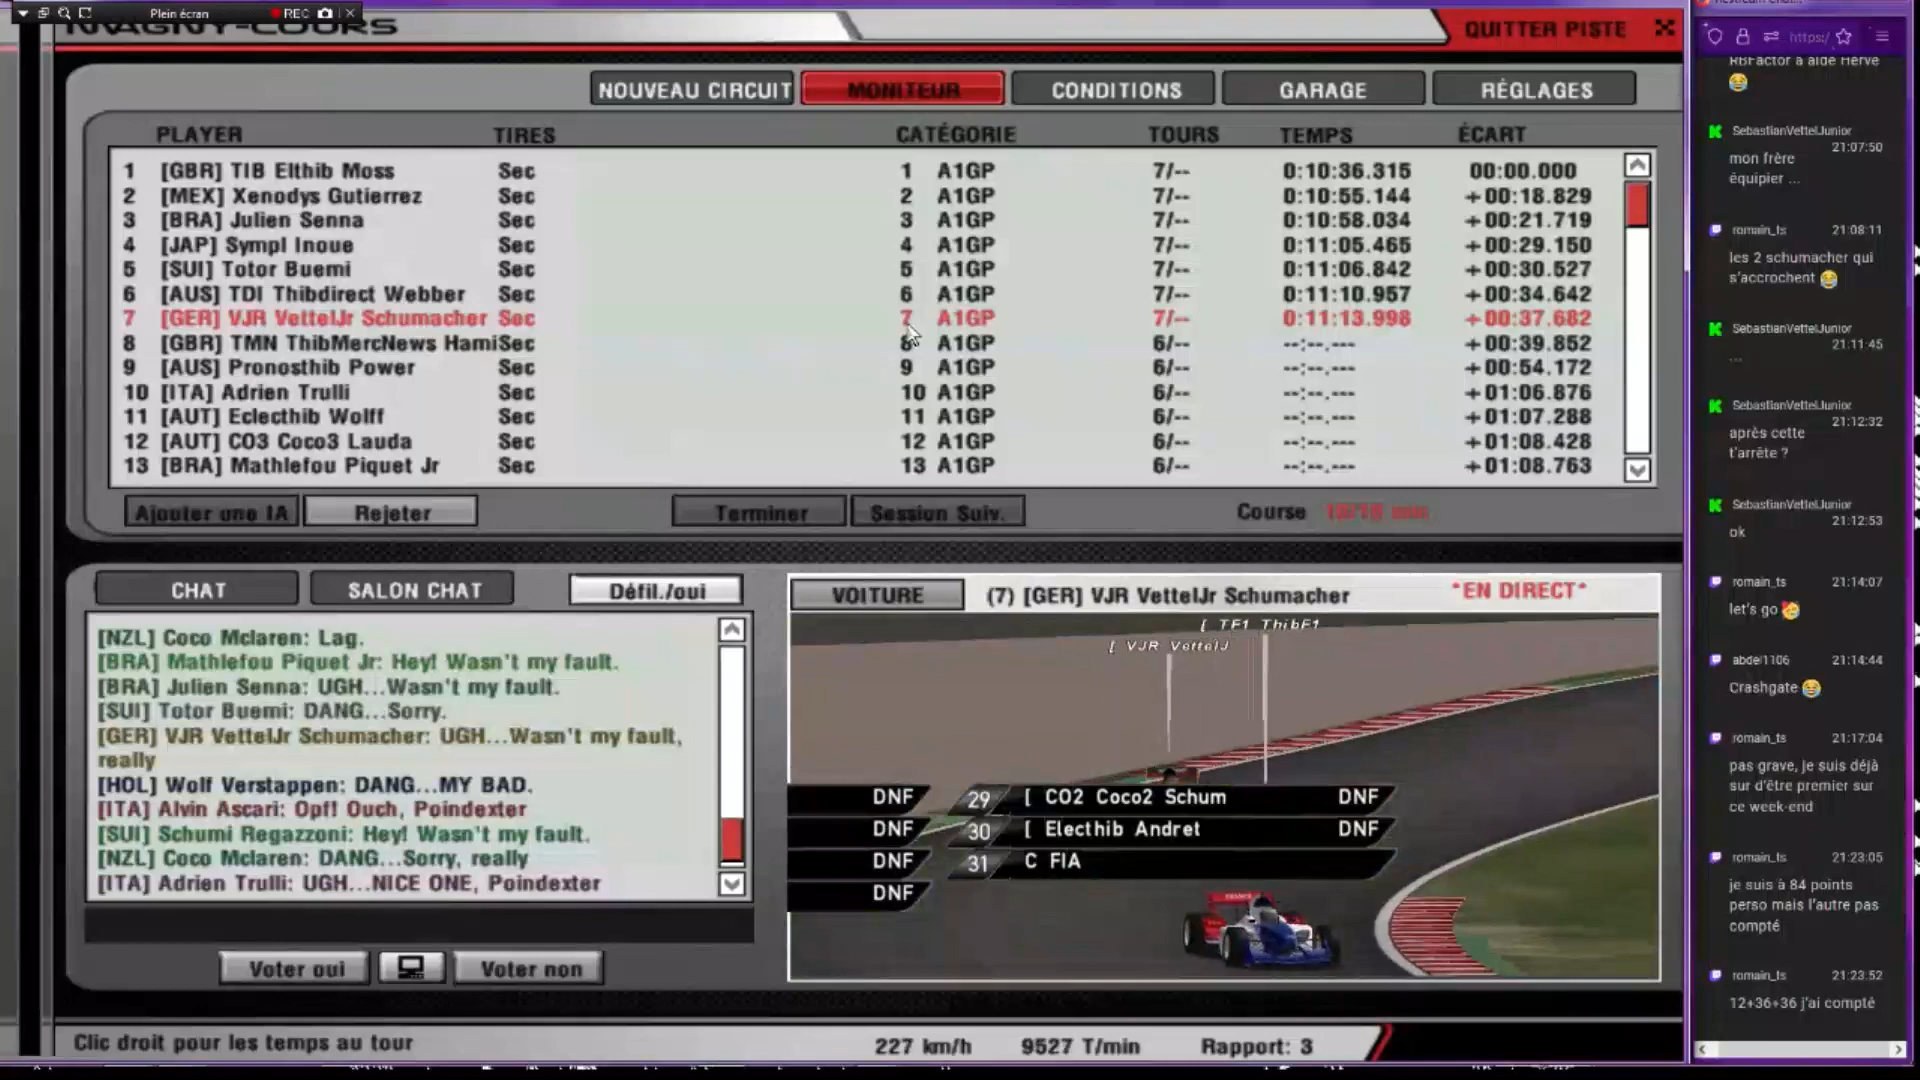 Plein écran
REC
MAGNY-COURS
QUITTER PISTE
NOUVEAU CIRCUIT
MONITEUR
CONDITIONS
GARAGE
RÉGLAGES
PLAYER TIRES CATÉGORIE TOURS TEMPS ÉCART
1 [GBR] TIB Elthib Moss Sec 1 A1GP 7/-- 0:10:36.315 00:00.000
2 [MEX] Xenodys Gutierrez Sec 2 A1GP 7/-- 0:10:55.144 +00:18.829
3 [BRA] Julien Senna Sec 3 A1GP 7/-- 0:10:58.034 +00:21.719
4 [JAP] Sympl Inoue Sec 4 A1GP 7/-- 0:11:05.465 +00:29.150
5 [SUI] Totor Buemi Sec 5 A1GP 7/-- 0:11:06.842 +00:30.527
6 [AUS] TDI Thibdirect Webber Sec 6 A1GP 7/-- 0:11:10.957 +00:34.642
7 [GER] VJR VettelJr Schumacher Sec 7 A1GP 7/-- 0:11:13.998 +00:37.682
8 [GBR] TMN ThibMercNews Hami Sec 8 A1GP 6/-- --:--.--- +00:39.852
9 [AUS] Pronosthib Power Sec 9 A1GP 6/-- --:--.--- +00:54.172
10 [ITA] Adrien Trulli Sec 10 A1GP 6/-- --:--.--- +01:06.876
11 [AUT] Eclecthib Wolff Sec 11 A1GP 6/-- --:--.--- +01:07.288
12 [AUT] CO3 Coco3 Lauda Sec 12 A1GP 6/-- --:--.--- +01:08.428
13 [BRA] Mathlefou Piquet Jr Sec 13 A1GP 6/-- --:--.--- +01:08.763
Ajouter une IA
Rejeter
Terminer
Session Suiv.
Course
CHAT
SALON CHAT
Défil./oui
[NZL] Coco Mclaren: Lag.
[BRA] Mathlefou Piquet Jr: Hey! Wasn't my fault.
[BRA] Julien Senna: UGH...Wasn't my fault.
[SUI] Totor Buemi: DANG...Sorry.
[GER] VJR VettelJr Schumacher: UGH...Wasn't my fault,
really
[HOL] Wolf Verstappen: DANG...MY BAD.
[ITA] Alvin Ascari: Opf! Ouch, Poindexter
[SUI] Schumi Regazzoni: Hey! Wasn't my fault.
[NZL] Coco Mclaren: DANG...Sorry, really
[ITA] Adrien Trulli: UGH...NICE ONE, Poindexter
Voter oui
Voter non
VOITURE
(7) [GER] VJR VettelJr Schumacher
*EN DIRECT*
[ TF1 ThibF1
[ VJR VettelJ
DNF 29 [ CO2 Coco2 Schum DNF
DNF 30 [ Electhib Andret DNF
DNF 31 C FIA
DNF
FRANCE
Clic droit pour les temps au tour
227 km/h
9527 T/min
Rapport: 3
https:/
RBFactor a aidé Hervé
😂
SebastianVettelJunior
21:07:50
mon frère
équipier ...
romain_ts 21:08:11
les 2 schumacher qui
s'accrochent 😂
SebastianVettelJunior
21:11:45
...
SebastianVettelJunior
21:12:32
après cette
t'arrête ?
SebastianVettelJunior
21:12:53
ok
romain_ts 21:14:07
let's go 🥳
abdel1106 21:14:44
Crashgate 😂
romain_ts 21:17:04
pas grave, je suis déjà
sur d'être premier sur
ce week-end
romain_ts 21:23:05
je suis à 84 points
perso mais l'autre pas
compté
romain_ts 21:23:52
12+36+36 j'ai compté